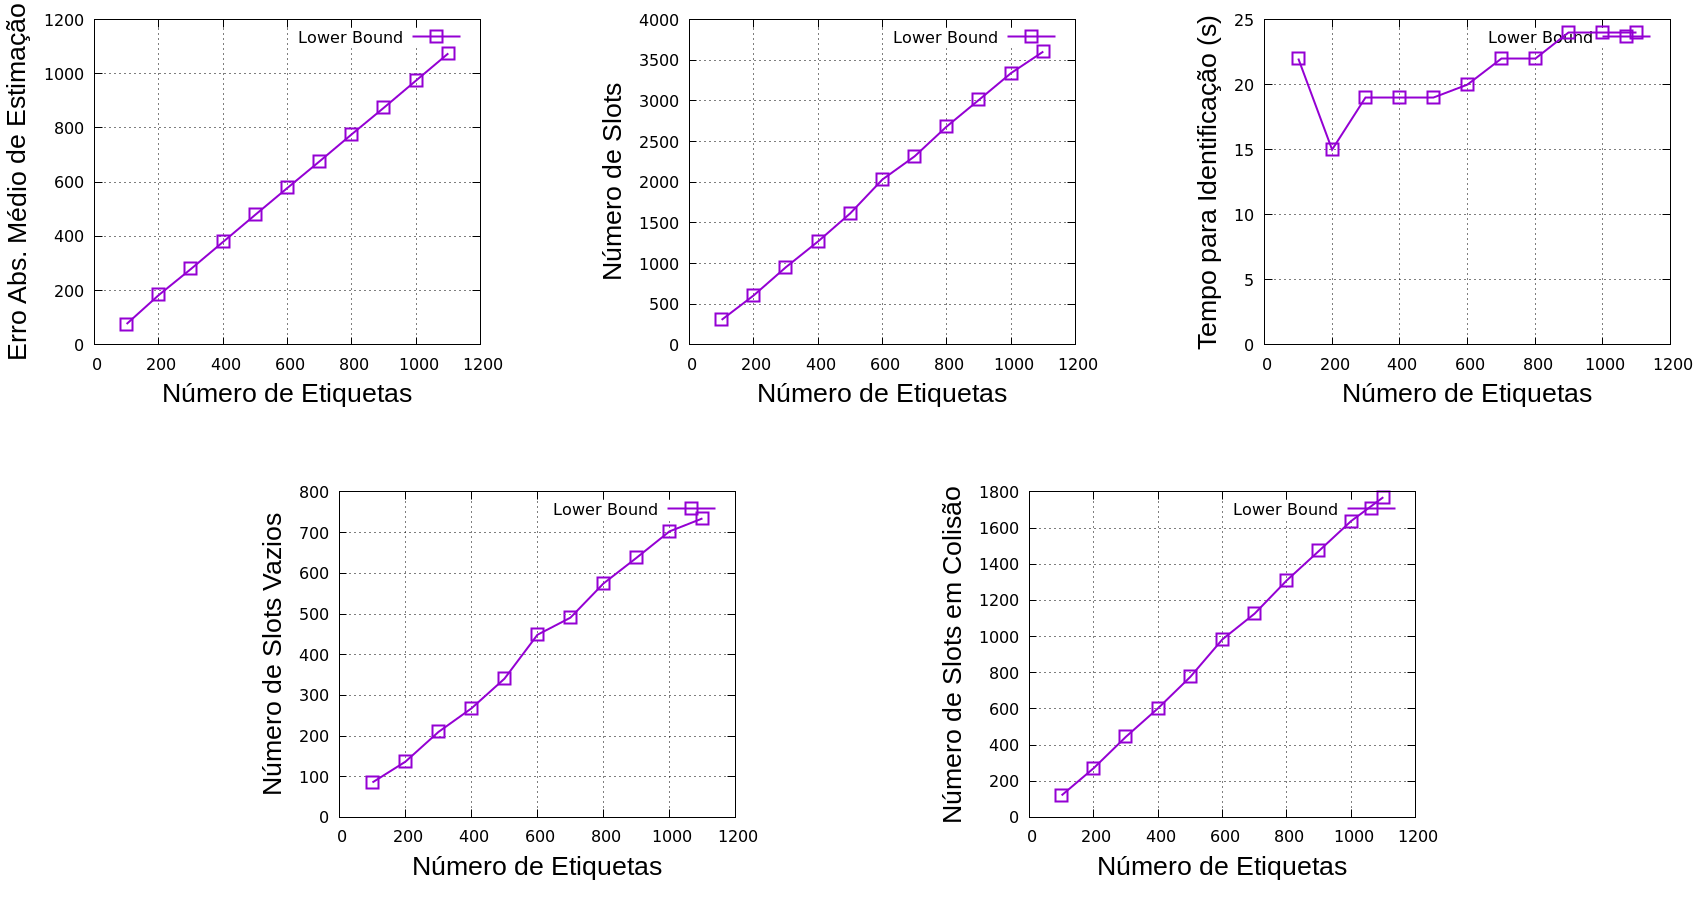 Erro Abs. Médio de Estimação
1200
1000
800
600
400
200
0
Lower Bound
0 200 400 600 800 1000 1200
Número de Etiquetas
Número de Slots
4000
3500
3000
2500
2000
1500
1000
500
0
Lower Bound
0 200 400 600 800 1000 1200
Número de Etiquetas
Tempo para Identificação (s)
25
20
15
10
5
0
Lower Bound
0 200 400 600 800 1000 1200
Número de Etiquetas
Número de Slots Vazios
800
700
600
500
400
300
200
100
0
Lower Bound
0 200 400 600 800 1000 1200
Número de Etiquetas
Número de Slots em Colisão
1800
1600
1400
1200
1000
800
600
400
200
0
Lower Bound
0 200 400 600 800 1000 1200
Número de Etiquetas